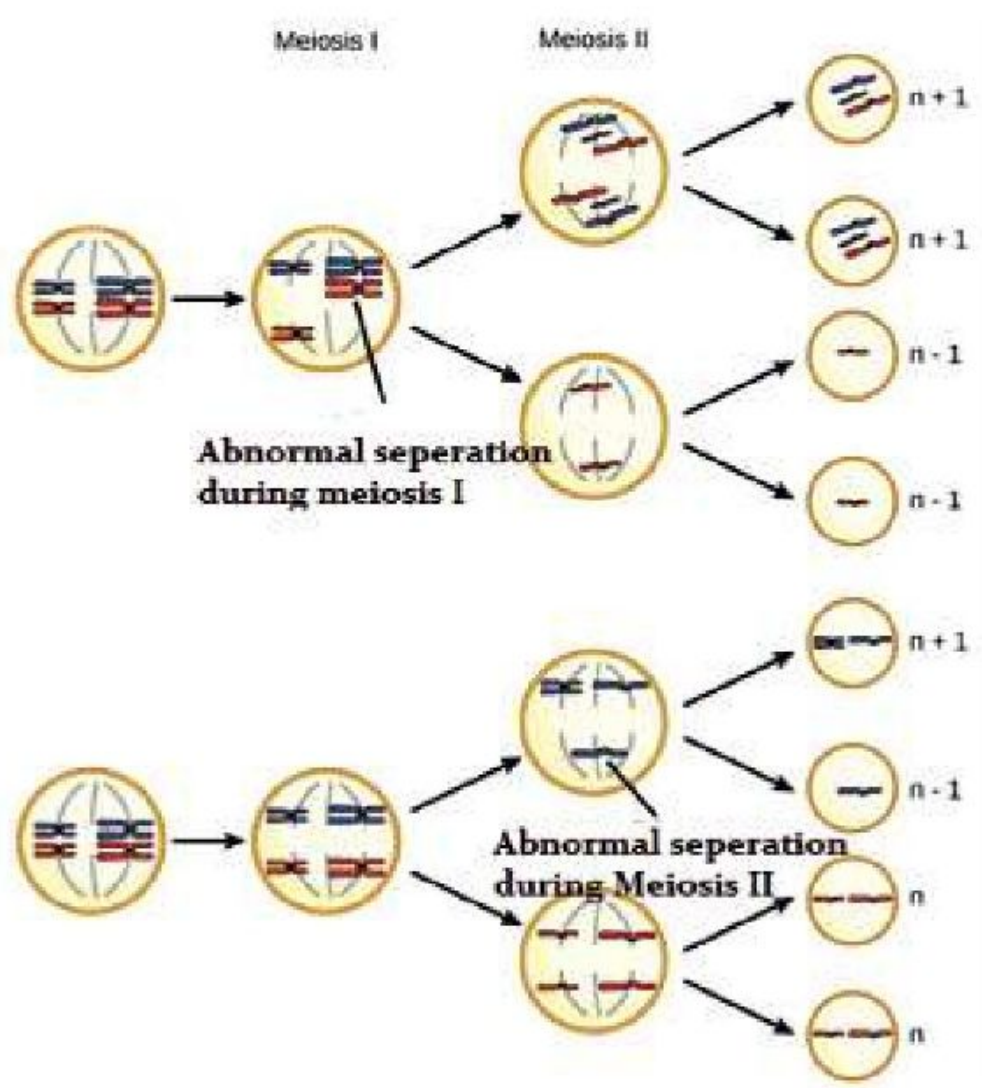 Meiosis I
Meiosis II
n + 1
n + 1
n - 1
n - 1
Abnormal seperation
during meiosis I
n + 1
n - 1
Abnormal seperation
during Meiosis II
n
n